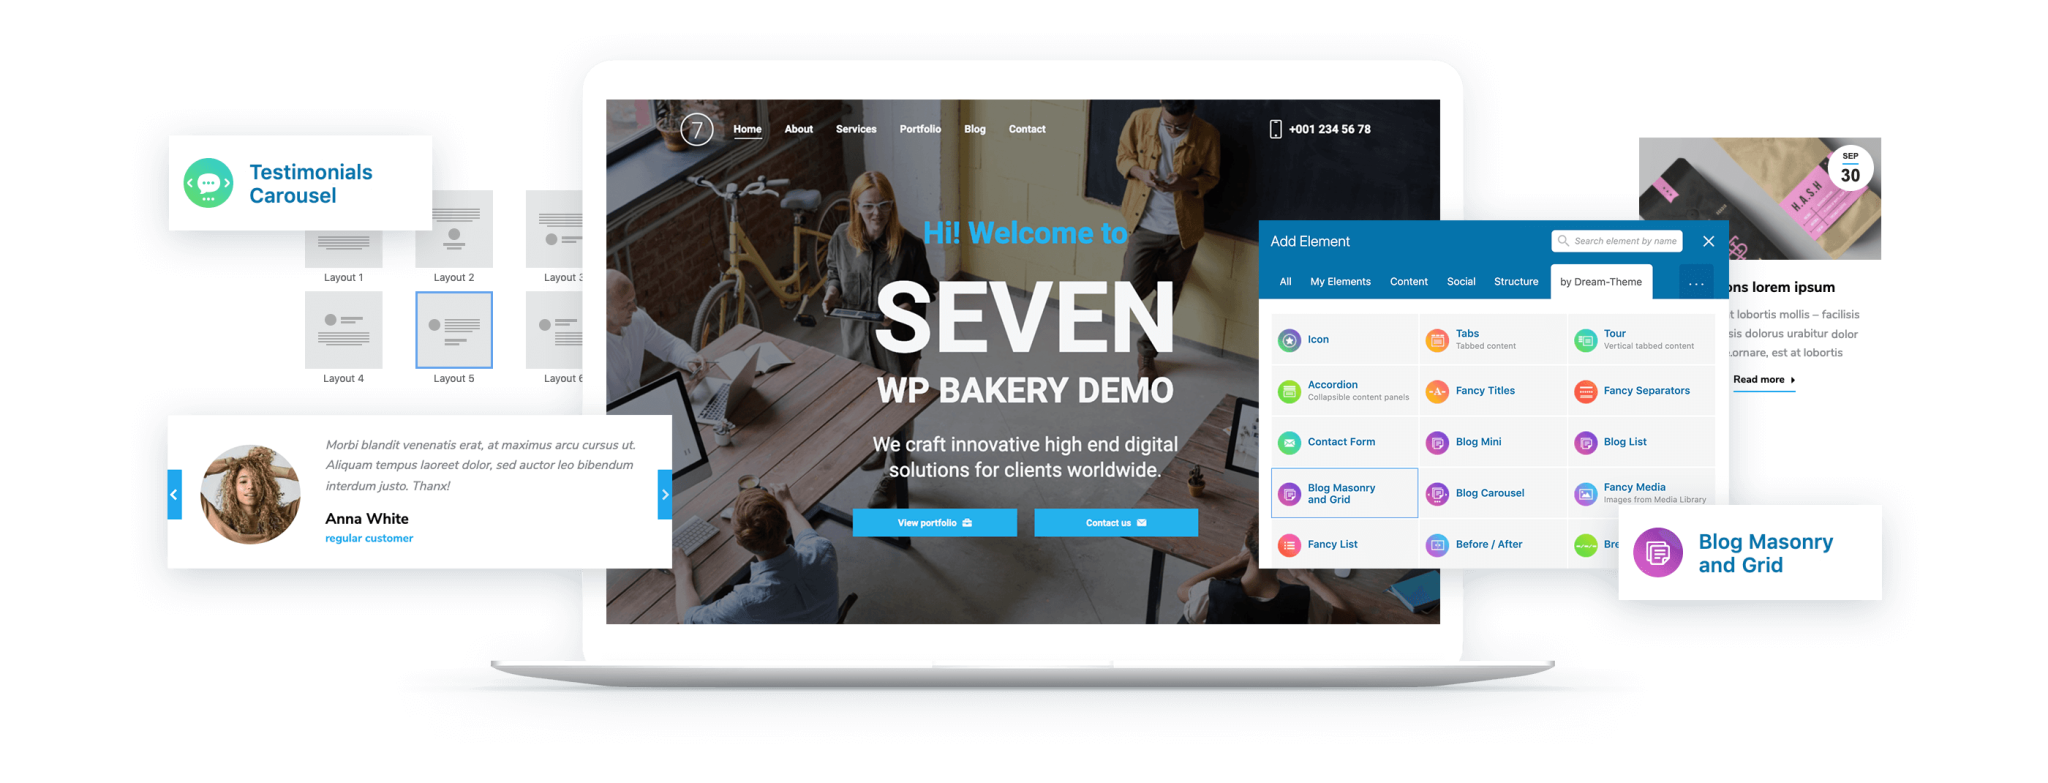 Testimonials
Carousel
Layout 1
Layout 2
Layout 3
Layout 4
Layout 5
Layout 6
Morbi blandit venenatis erat, at maximus arcu cursus ut.
Aliquam tempus laoreet dolor, sed auctor leo bibendum
interdum justo. Thanx!
Anna White
regular customer
7
Home
About
Services
Portfolio
Blog
Contact
+001 234 56 78
Hi! Welcome to
SEVEN
WP BAKERY DEMO
We craft innovative high end digital
solutions for clients worldwide.
View portfolio
Contact us
Add Element
Search element by name
All
My Elements
Content
Social
Structure
by Dream-Theme
...
Icon
Tabs
Tabbed content
Tour
Vertical tabbed content
Accordion
Collapsible content panels
Fancy Titles
Fancy Separators
Contact Form
Blog Mini
Blog List
Blog Masonry
and Grid
Blog Carousel
Fancy Media
Images from Media Library
Fancy List
Before / After
Bre
SEP
30
H.A.S.H
ons lorem ipsum
t lobortis mollis – facilisis
sis dolorus urabitur dolor
ornare, est at lobortis
Read more
Blog Masonry
and Grid